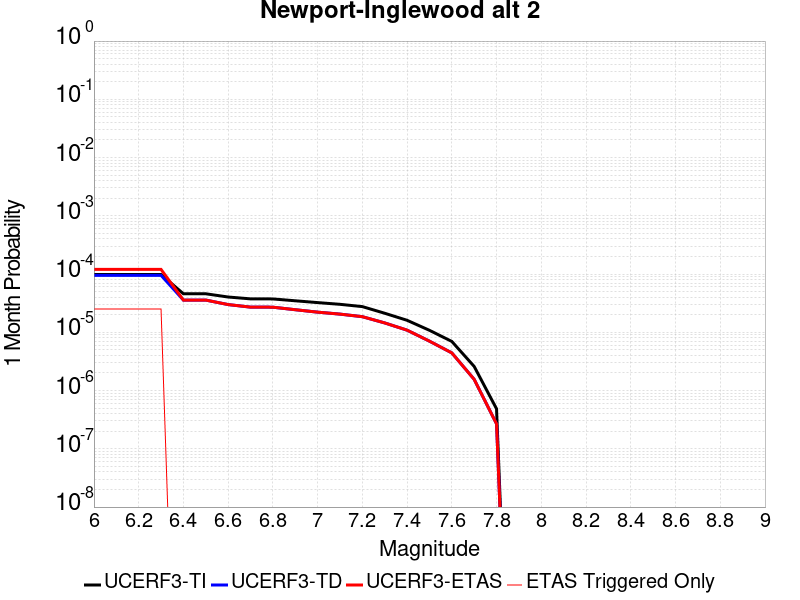 Newport-Inglewood alt 2
10^0
10^-1
10^-2
10^-3
10^-4
10^-5
10^-6
10^-7
10^-8
1 Month Probability
6 6.2 6.4 6.6 6.8 7 7.2 7.4 7.6 7.8 8 8.2 8.4 8.6 8.8 9
Magnitude
UCERF3-TI UCERF3-TD UCERF3-ETAS ETAS Triggered Only